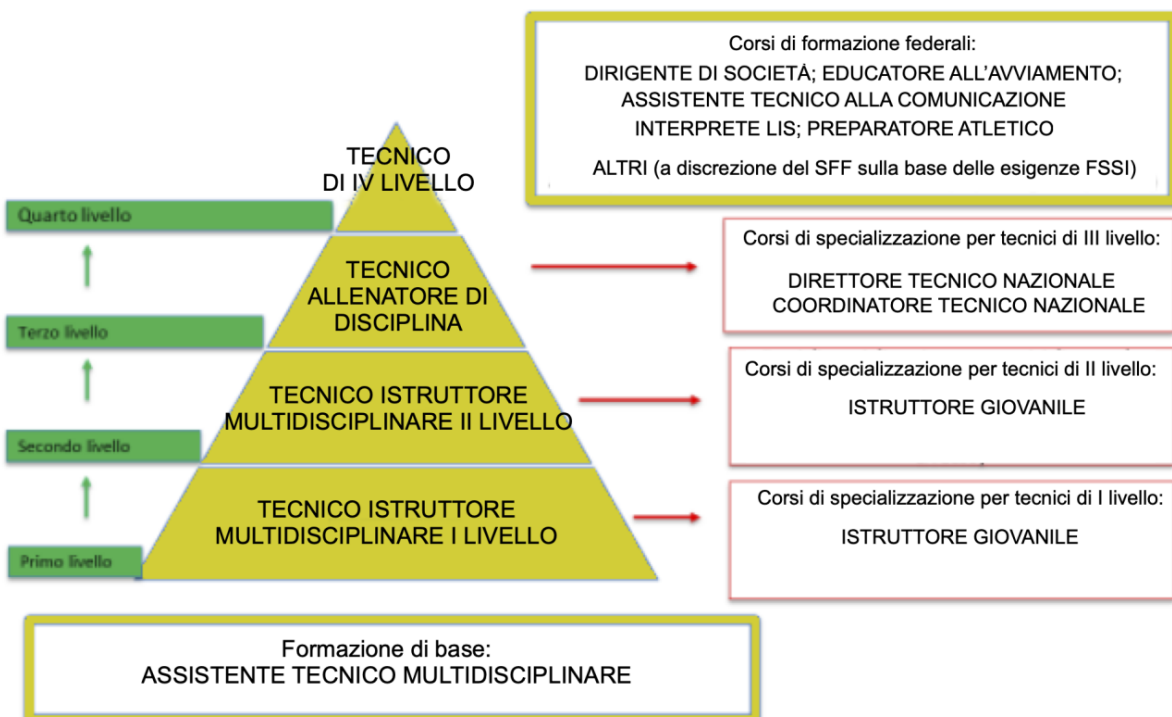 Corsi di formazione federali:
DIRIGENTE DI SOCIETÀ; EDUCATORE ALL'AVVIAMENTO;
ASSISTENTE TECNICO ALLA COMUNICAZIONE
INTERPRETE LIS; PREPARATORE ATLETICO
ALTRI (a discrezione del SFF sulla base delle esigenze FSSI)
TECNICO
DI IV LIVELLO
Quarto livello
Corsi di specializzazione per tecnici di III livello:
DIRETTORE TECNICO NAZIONALE
COORDINATORE TECNICO NAZIONALE
TECNICO
ALLENATORE DI
DISCIPLINA
Terzo livello
Corsi di specializzazione per tecnici di II livello:
ISTRUTTORE GIOVANILE
TECNICO ISTRUTTORE
MULTIDISCIPLINARE II LIVELLO
Secondo livello
Corsi di specializzazione per tecnici di I livello:
ISTRUTTORE GIOVANILE
TECNICO ISTRUTTORE
MULTIDISCIPLINARE I LIVELLO
Primo livello
Formazione di base:
ASSISTENTE TECNICO MULTIDISCIPLINARE